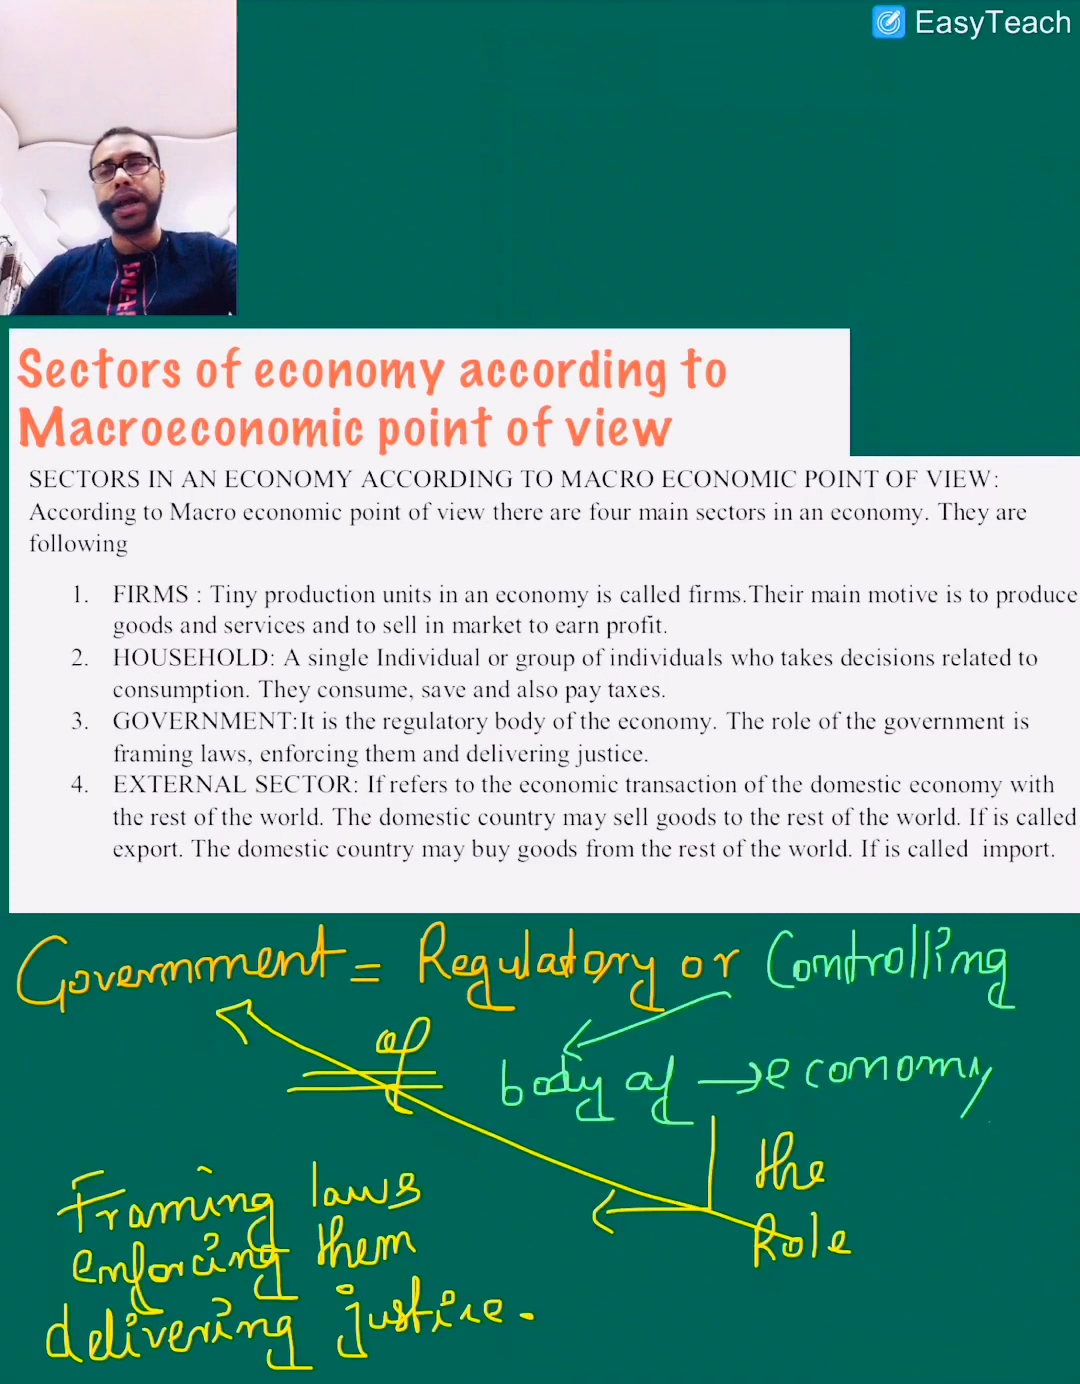 EasyTeach
Sectors of economy according to
Macroeconomic point of view
SECTORS IN AN ECONOMY ACCORDING TO MACRO ECONOMIC POINT OF VIEW:
According to Macro economic point of view there are four main sectors in an economy. They are
following
1. FIRMS : Tiny production units in an economy is called firms.Their main motive is to produce
goods and services and to sell in market to earn profit.
2. HOUSEHOLD: A single Individual or group of individuals who takes decisions related to
consumption. They consume, save and also pay taxes.
3. GOVERNMENT:It is the regulatory body of the economy. The role of the government is
framing laws, enforcing them and delivering justice.
4. EXTERNAL SECTOR: If refers to the economic transaction of the domestic economy with
the rest of the world. The domestic country may sell goods to the rest of the world. If is called
export. The domestic country may buy goods from the rest of the world. If is called import.
Government = Regulatory or Controlling
of body of → economy
the
Role
Framing laws
enforcing them
delivering justice.